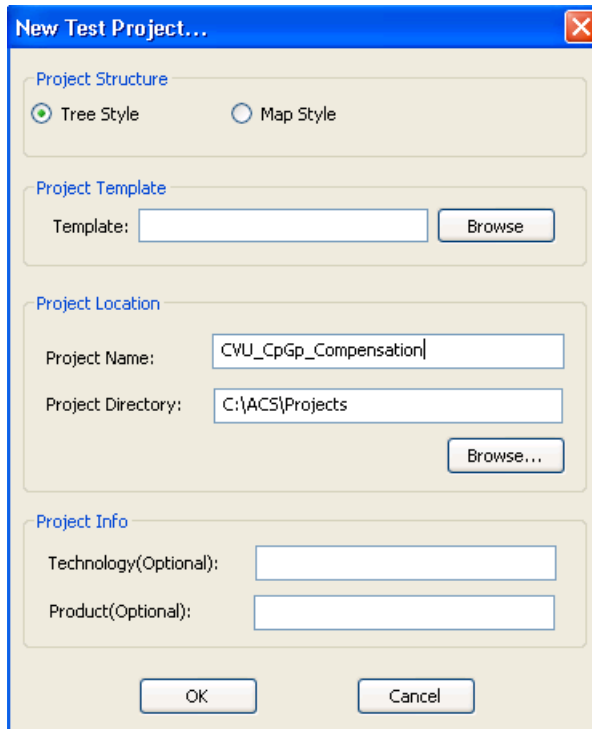 New Test Project...
Project Structure
Tree Style Map Style
Project Template
Template: Browse
Project Location
Project Name: CVU_CpGp_Compensation
Project Directory: C:\ACS\Projects
Browse...
Project Info
Technology(Optional):
Product(Optional):
OK Cancel